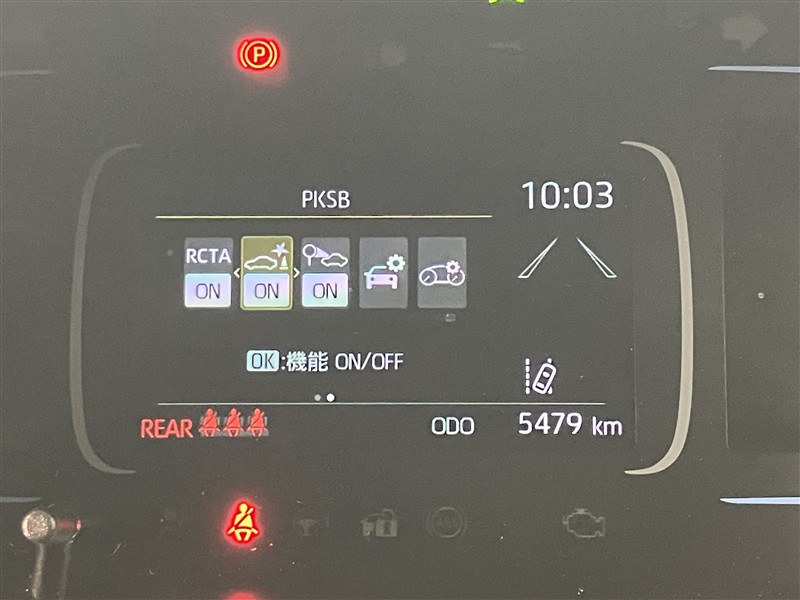 P
PKSB
10:03
RCTA
ON ON ON
OK:機能 ON/OFF
REAR
ODO 5479 km